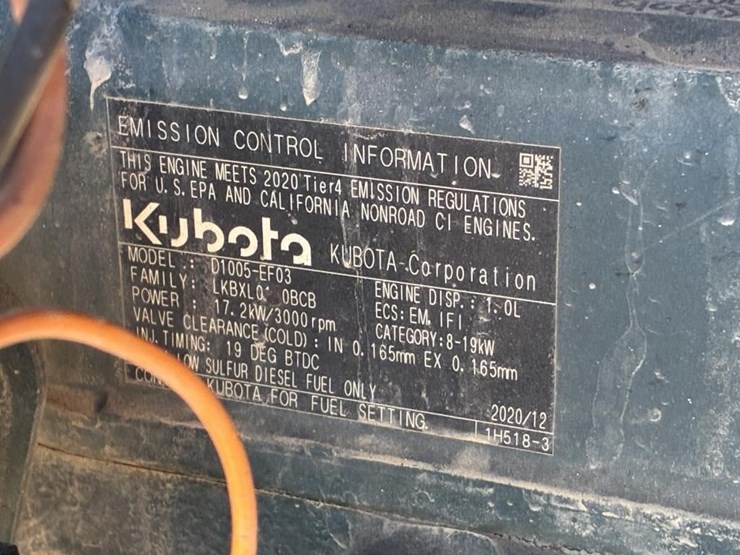 EMISSION CONTROL INFORMATION
THIS ENGINE MEETS 2020 Tier4 EMISSION REGULATIONS
FOR U.S.EPA AND CALIFORNIA NONROAD CI ENGINES.
Kubota KUBOTA Corporation
MODEL : D1005-EF03 ENGINE DISP.: 1.0L
FAMILY: LKBXL0 0BCB ECS: EM, IFI
POWER : 17.2kW/3000rpm CATEGORY:8-19kW
VALVE CLEARANCE(COLD): IN 0.165mm EX 0.165mm
INJ.TIMING: 19 DEG BTDC
LOW SULFUR DIESEL FUEL ONLY 2020/12
KUBOTA FOR FUEL SETTING. 1H518-3